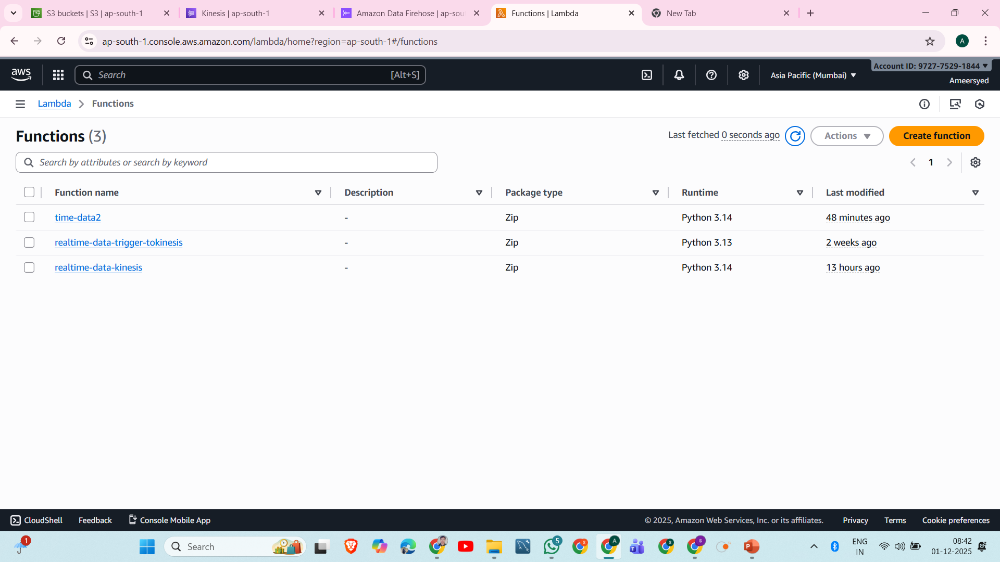 S3 buckets | S3 | ap-south-1
Kinesis | ap-south-1
Amazon Data Firehose | ap-sou
Functions | Lambda
New Tab
ap-south-1.console.aws.amazon.com/lambda/home?region=ap-south-1#/functions
A
aws
Search
[Alt+S]
Asia Pacific (Mumbai)
Account ID: 9727-7529-1844
Ameersyed
Lambda
Functions
Functions (3)
Last fetched 0 seconds ago
Actions
Create function
Search by attributes or search by keyword
1
Function name
Description
Package type
Runtime
Last modified
time-data2 - Zip Python 3.14 48 minutes ago
realtime-data-trigger-tokinesis - Zip Python 3.13 2 weeks ago
realtime-data-kinesis - Zip Python 3.14 13 hours ago
CloudShell
Feedback
Console Mobile App
© 2025, Amazon Web Services, Inc. or its affiliates.
Privacy
Terms
Cookie preferences
1
Search
5
S
A
T
S
S
P
ENG
IN
08:42
01-12-2025